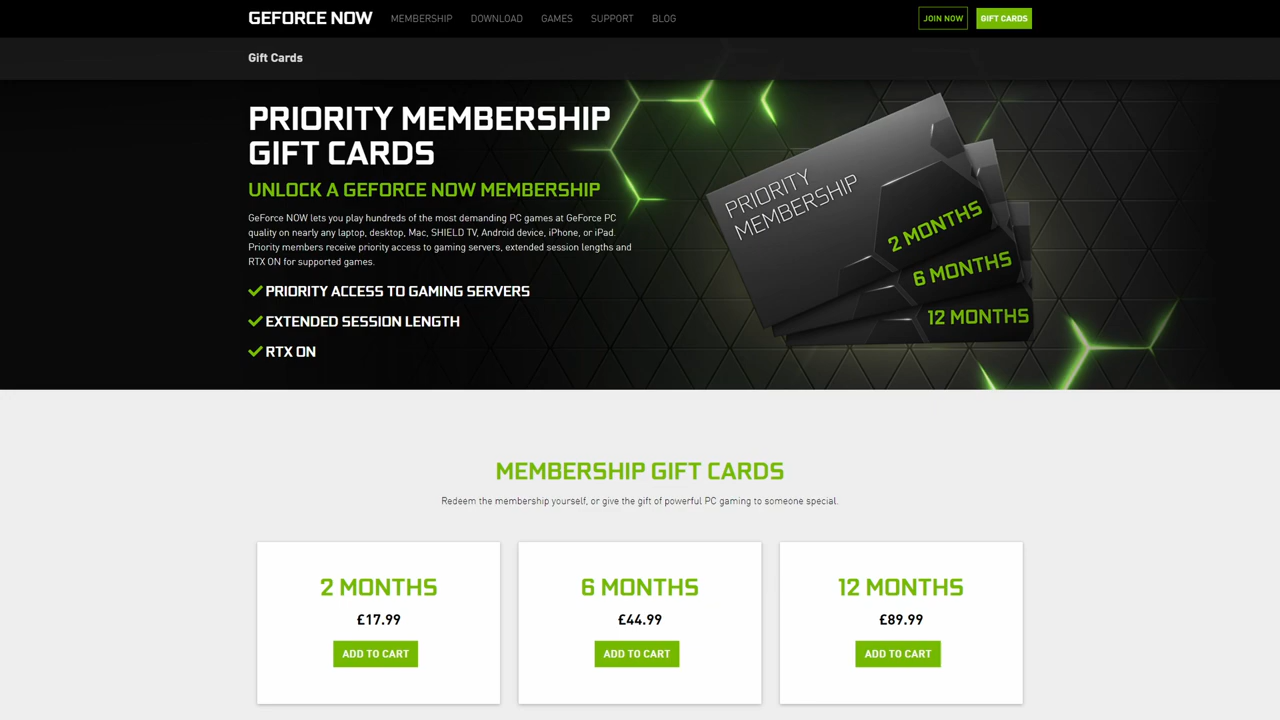 GEFORCE NOW MEMBERSHIP DOWNLOAD GAMES SUPPORT BLOG JOIN NOW GIFT CARDS
Gift Cards
PRIORITY MEMBERSHIP
GIFT CARDS
UNLOCK A GEFORCE NOW MEMBERSHIP
GeForce NOW lets you play hundreds of the most demanding PC games at GeForce PC
quality on nearly any laptop, desktop, Mac, SHIELD TV, Android device, iPhone, or iPad.
Priority members receive priority access to gaming servers, extended session lengths and
RTX ON for supported games.
PRIORITY ACCESS TO GAMING SERVERS
EXTENDED SESSION LENGTH
RTX ON
PRIORITY
MEMBERSHIP
2 MONTHS
6 MONTHS
12 MONTHS
MEMBERSHIP GIFT CARDS
Redeem the membership yourself, or give the gift of powerful PC gaming to someone special.
2 MONTHS
£17.99
ADD TO CART
6 MONTHS
£44.99
ADD TO CART
12 MONTHS
£89.99
ADD TO CART